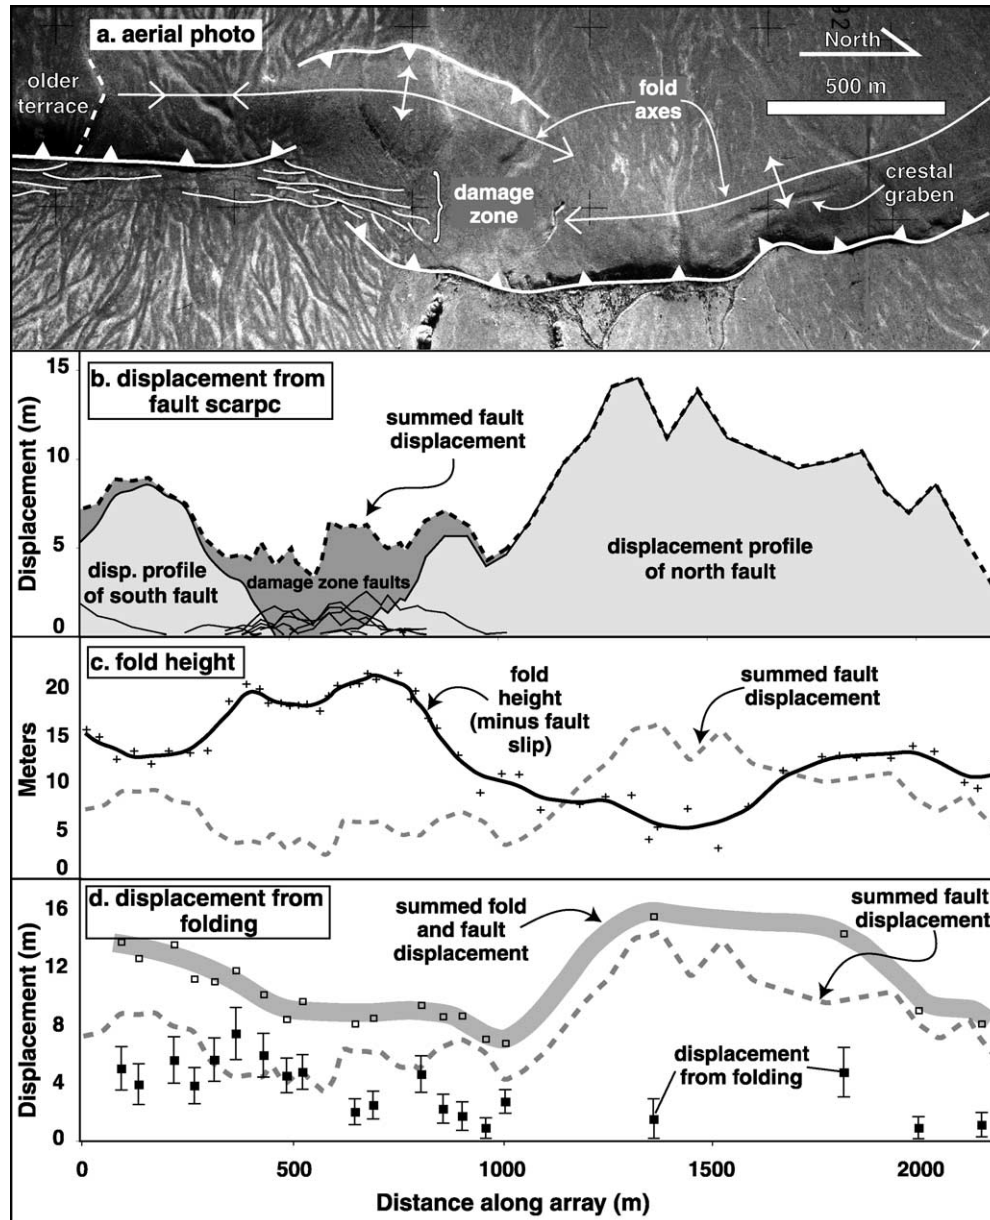 a. aerial photo
older
terrace
North
500 m
fold
axes
damage
zone
crestal
graben
15
10
5
0
Displacement (m)
b. displacement from
fault scarpc
summed fault
displacement
disp. profile
of south fault
damage zone faults
displacement profile
of north fault
20
15
10
5
0
Meters
c. fold height
fold
height
(minus fault
slip)
summed fault
displacement
16
12
8
4
0
Displacement (m)
d. displacement from
folding
summed fold
and fault
displacement
summed fault
displacement
displacement
from folding
0
500
1000
1500
2000
Distance along array (m)